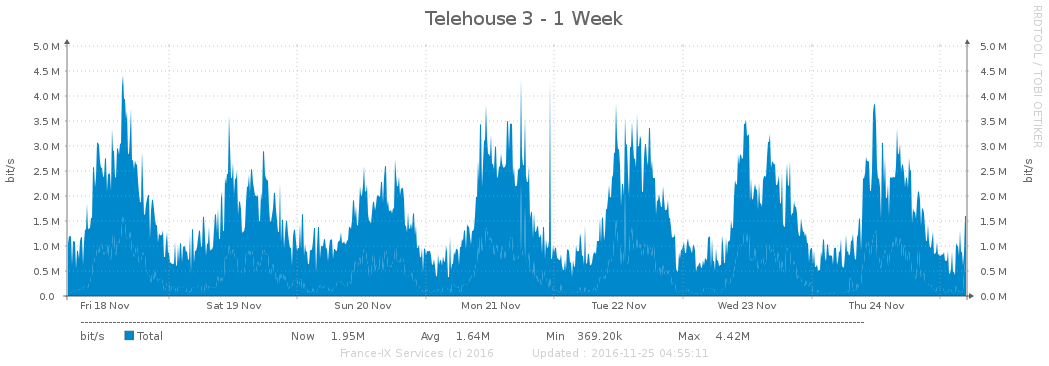 Telehouse 3 - 1 Week
RRDTOOL / TOBI OETIKER
5.0 M 5.0 M
4.5 M 4.5 M
4.0 M 4.0 M
3.5 M 3.5 M
3.0 M 3.0 M
2.5 M 2.5 M
2.0 M 2.0 M
1.5 M 1.5 M
1.0 M 1.0 M
0.5 M 0.5 M
0.0 0.0 M
bit/s bit/s
Fri 18 Nov Sat 19 Nov Sun 20 Nov Mon 21 Nov Tue 22 Nov Wed 23 Nov Thu 24 Nov
bit/s Total Now 1.95M Avg 1.64M Min 369.20k Max 4.42M
France-IX Services (c) 2016 Updated : 2016-11-25 04:55:11